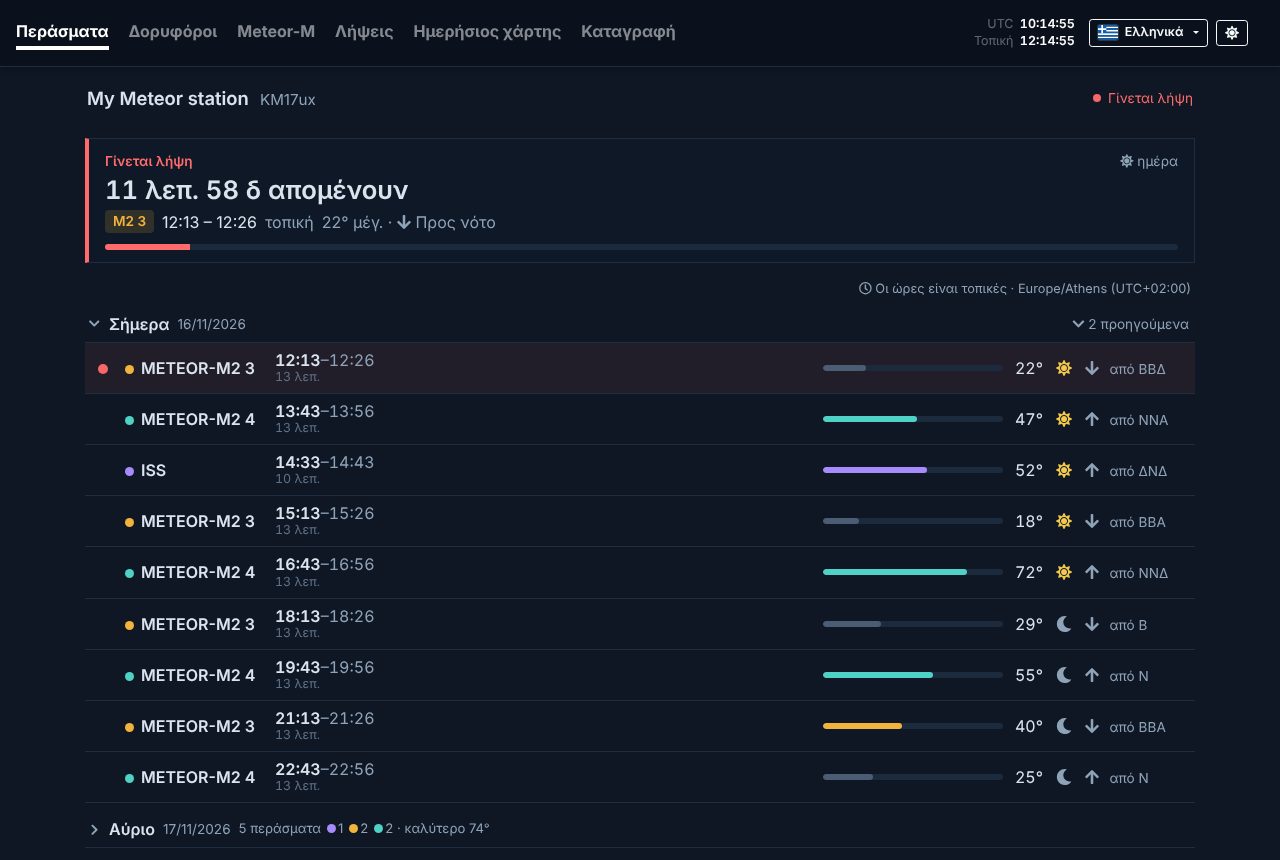 Περάσματα Δορυφόροι Meteor-M Λήψεις Ημερήσιος χάρτης Καταγραφή UTC 10:14:55 Ελληνικά
Τοπική 12:14:55
My Meteor station KM17ux Γίνεται λήψη
Γίνεται λήψη ημέρα
11 λεπ. 58 δ απομένουν
M2 3 12:13 – 12:26 τοπική 22° μέγ. · Προς νότο
Οι ώρες είναι τοπικές · Europe/Athens (UTC+02:00)
Σήμερα 16/11/2026 2 προηγούμενα
METEOR-M2 3 12:13–12:26 22° από ΒΒΔ
13 λεπ.
METEOR-M2 4 13:43–13:56 47° από ΝΝΑ
13 λεπ.
ISS 14:33–14:43 52° από ΔΝΔ
10 λεπ.
METEOR-M2 3 15:13–15:26 18° από ΒΒΑ
13 λεπ.
METEOR-M2 4 16:43–16:56 72° από ΝΝΔ
13 λεπ.
METEOR-M2 3 18:13–18:26 29° από Β
13 λεπ.
METEOR-M2 4 19:43–19:56 55° από Ν
13 λεπ.
METEOR-M2 3 21:13–21:26 40° από ΒΒΑ
13 λεπ.
METEOR-M2 4 22:43–22:56 25° από Ν
13 λεπ.
Αύριο 17/11/2026 5 περάσματα 1 2 2 · καλύτερο 74°